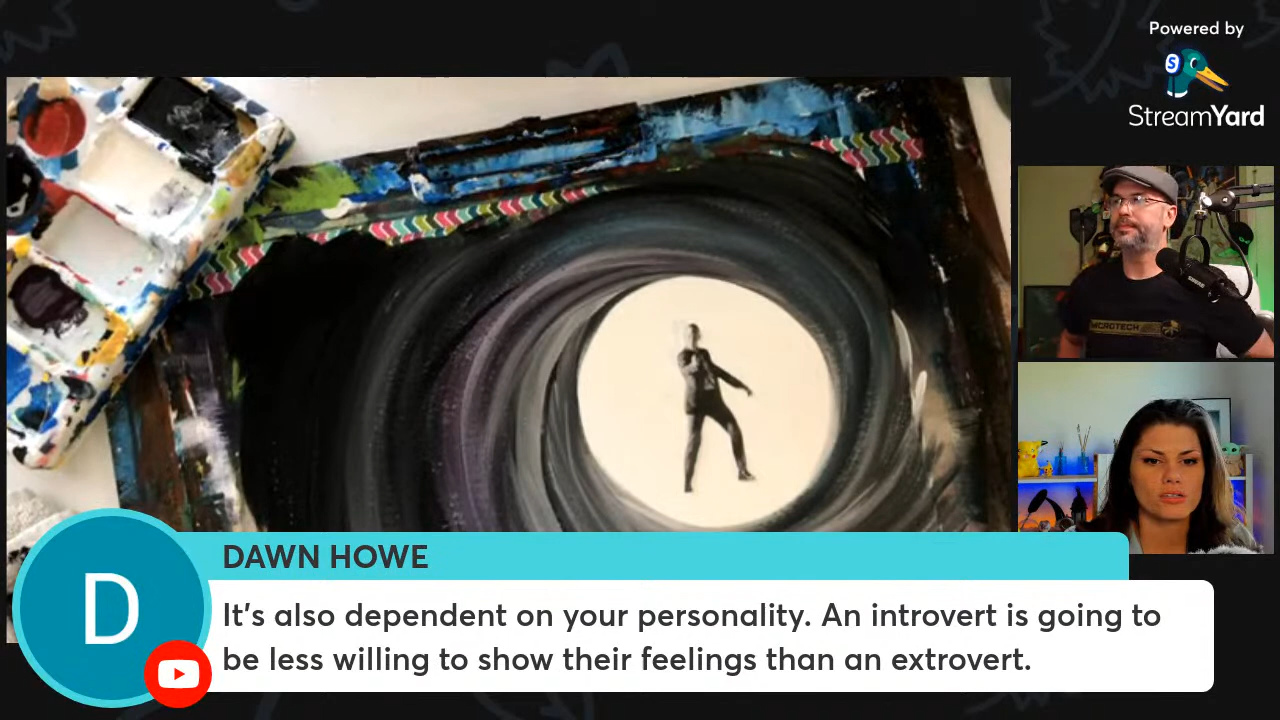 Powered by
StreamYard
MCROTECH
DAWN HOWE
It's also dependent on your personality. An introvert is going to
be less willing to show their feelings than an extrovert.
D